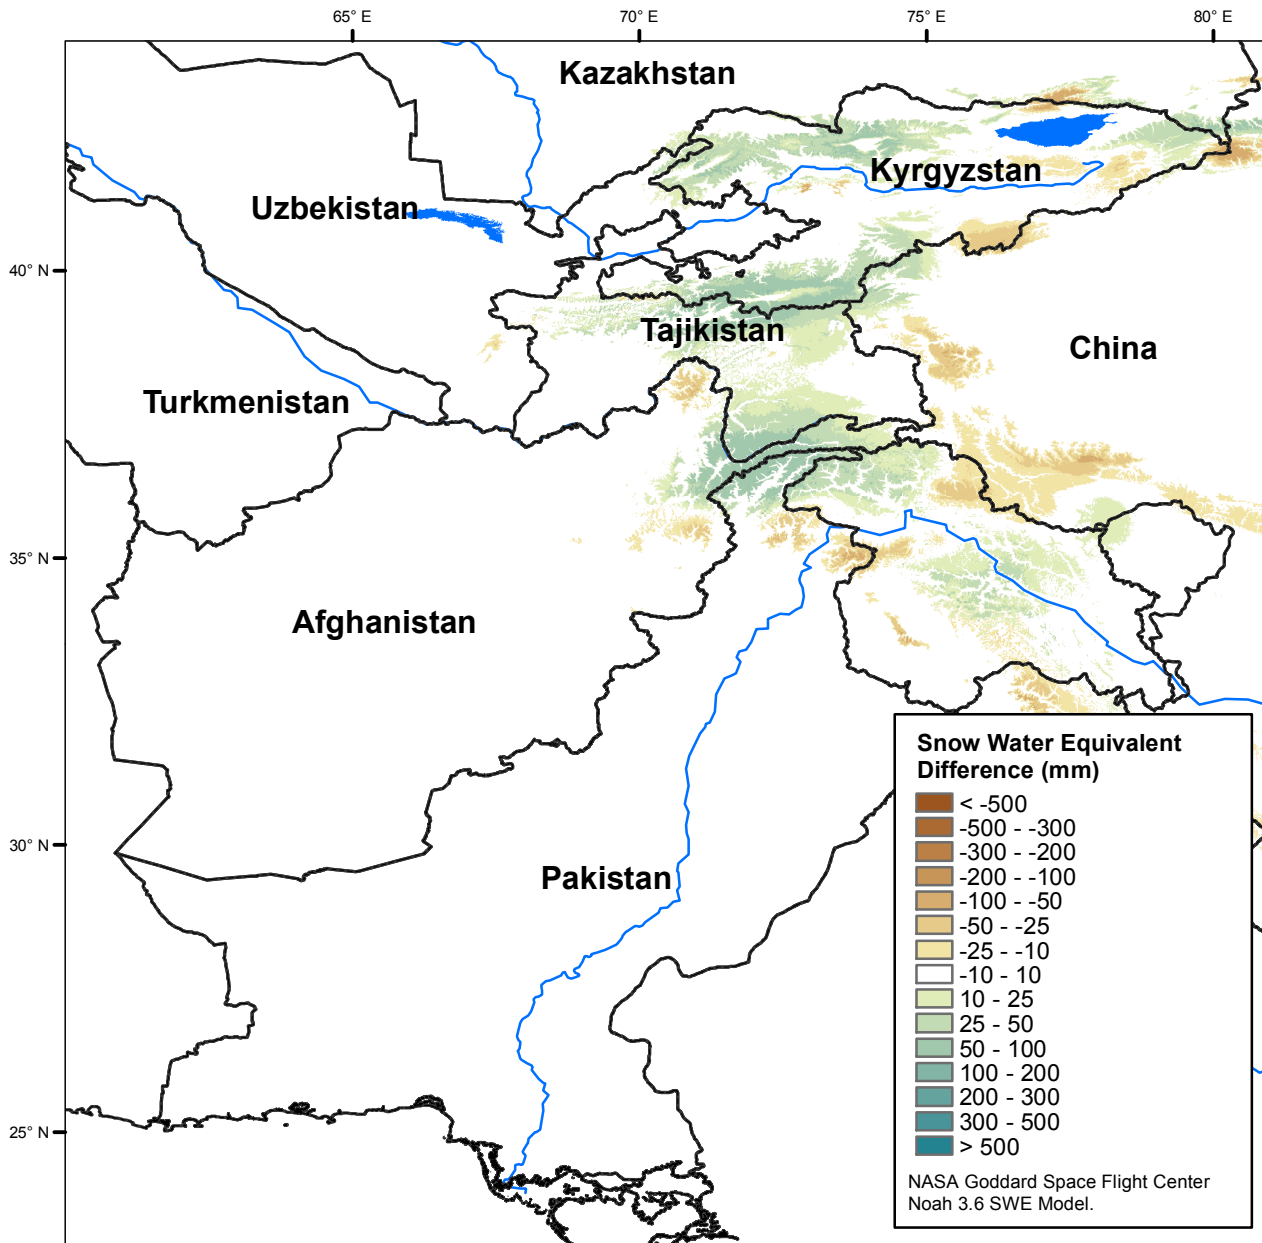 65° E
70° E
75° E
80° E
Kazakhstan
Kyrgyzstan
Uzbekistan
40° N
Tajikistan
China
Turkmenistan
35° N
Afghanistan
30° N
Pakistan
25° N
Snow Water Equivalent
Difference (mm)
< -500
-500 - -300
-300 - -200
-200 - -100
-100 - -50
-50 - -25
-25 - -10
-10 - 10
10 - 25
25 - 50
50 - 100
100 - 200
200 - 300
300 - 500
> 500
NASA Goddard Space Flight Center
Noah 3.6 SWE Model.